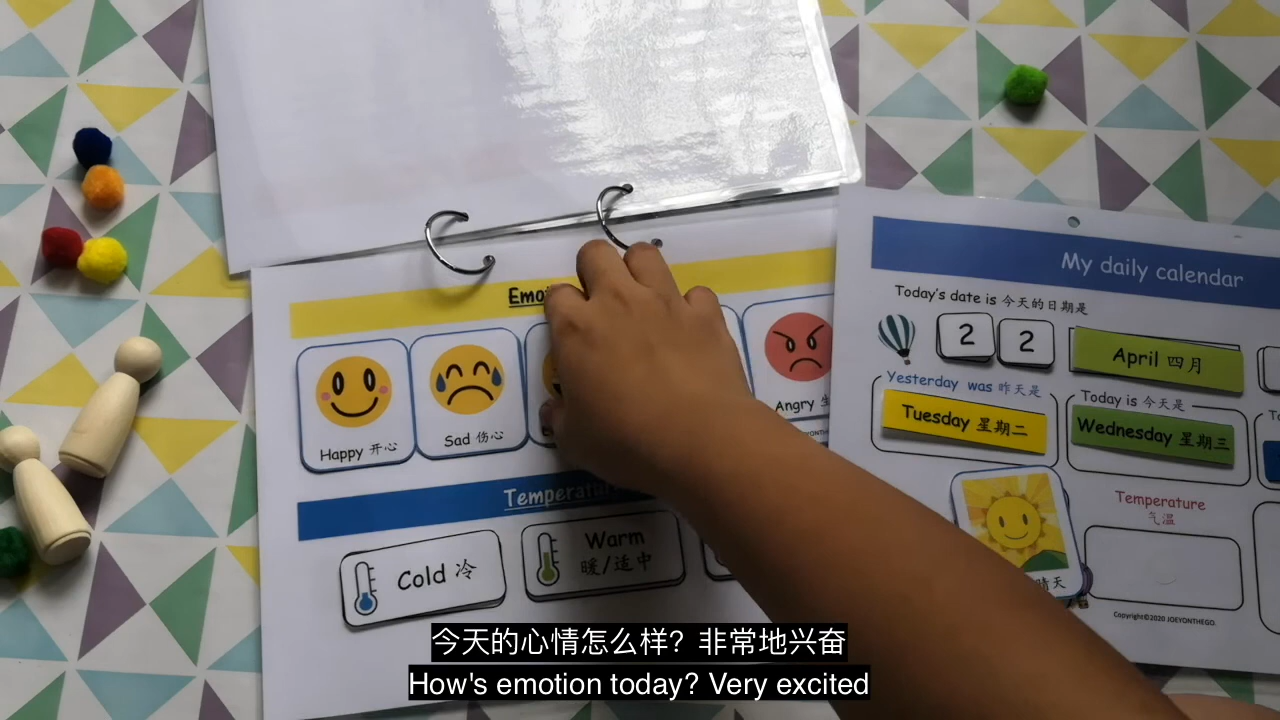 My daily calendar
Today's date is 今天的日期是
2 2
April 四月
Yesterday was 昨天是
Tuesday 星期二
Today is 今天是
Wednesday 星期三
Temperature
气温
晴天
Copyright©2020 JOEYONTHEGO
Happy 开心
Sad 伤心
Angry
Cold 冷
Warm
暖/适中
今天的心情怎么样？非常地兴奋
How's emotion today? Very excited